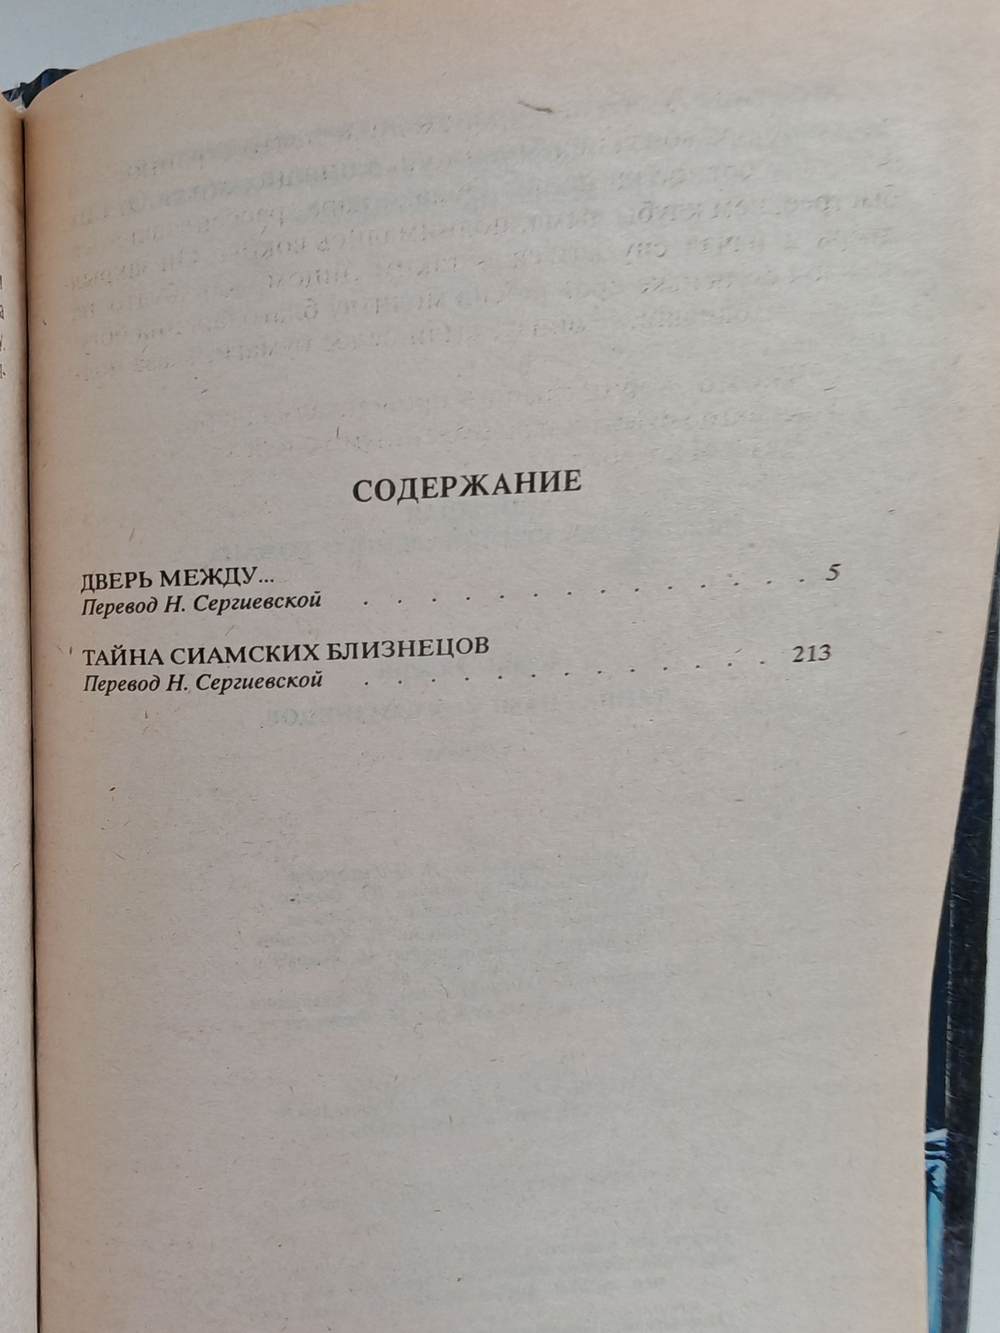 СОДЕРЖАНИЕ
ДВЕРЬ МЕЖДУ...
Перевод Н. Сергиевской . . . . . . . . . . . . . . 5
ТАЙНА СИАМСКИХ БЛИЗНЕЦОВ
Перевод Н. Сергиевской . . . . . . . . . . . . . 213